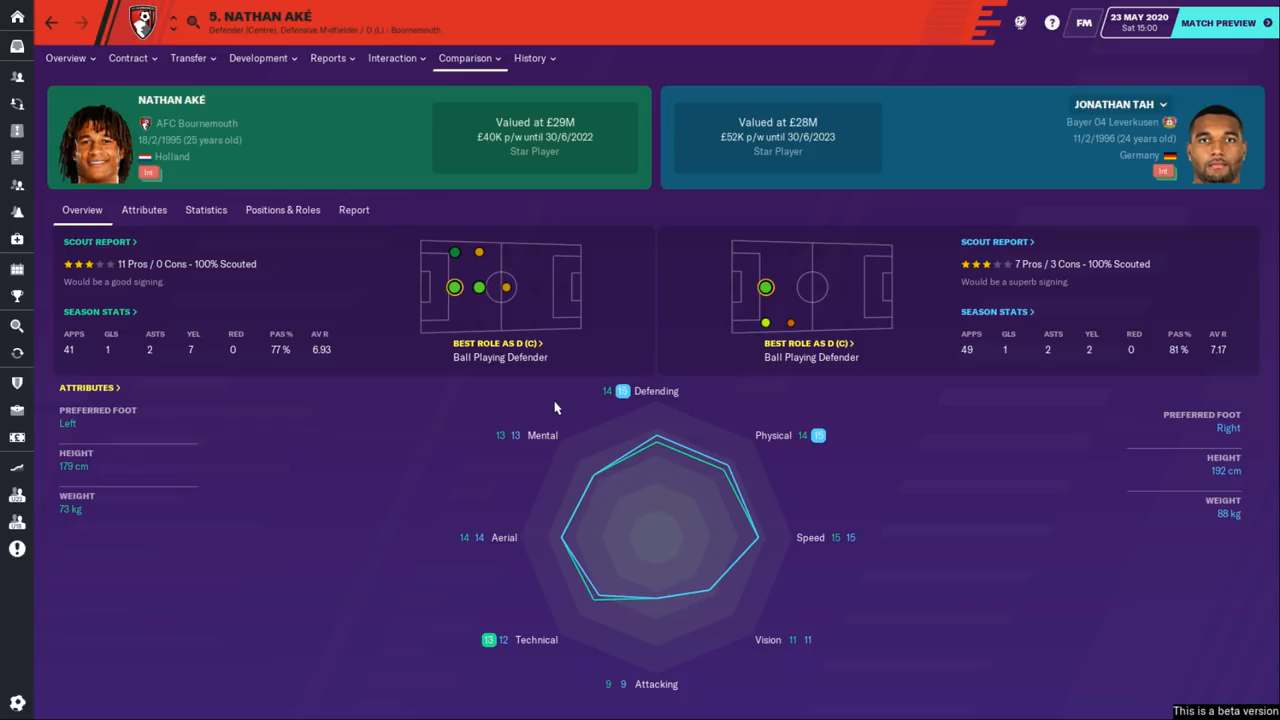 5. NATHAN AKÉ
Defender (Centre), Defensive Midfielder / D (L) - Bournemouth
FM
23 MAY 2020
Sat 15:00
MATCH PREVIEW
Overview
Contract
Transfer
Development
Reports
Interaction
Comparison
History
NATHAN AKÉ
AFC Bournemouth
18/2/1995 (25 years old)
Holland
Int
Valued at £29M
£40K p/w until 30/6/2022
Star Player
Valued at £28M
£52K p/w until 30/6/2023
Star Player
JONATHAN TAH
Bayer 04 Leverkusen
11/2/1996 (24 years old)
Germany
Int
Overview
Attributes
Statistics
Positions & Roles
Report
SCOUT REPORT >
11 Pros / 0 Cons - 100% Scouted
Would be a good signing.
SEASON STATS >
APPS GLS ASTS YEL RED PAS % AV R
41 1 2 7 0 77 % 6.93
BEST ROLE AS D (C) >
Ball Playing Defender
BEST ROLE AS D (C) >
Ball Playing Defender
SCOUT REPORT >
7 Pros / 3 Cons - 100% Scouted
Would be a superb signing.
SEASON STATS >
APPS GLS ASTS YEL RED PAS % AV R
49 1 2 2 0 81 % 7.17
ATTRIBUTES >
PREFERRED FOOT
Left
HEIGHT
179 cm
WEIGHT
73 kg
14 15 Defending
13 13 Mental
Physical 14 15
14 14 Aerial
Speed 15 15
13 12 Technical
Vision 11 11
9 9 Attacking
PREFERRED FOOT
Right
HEIGHT
192 cm
WEIGHT
88 kg
U23
U18
This is a beta version